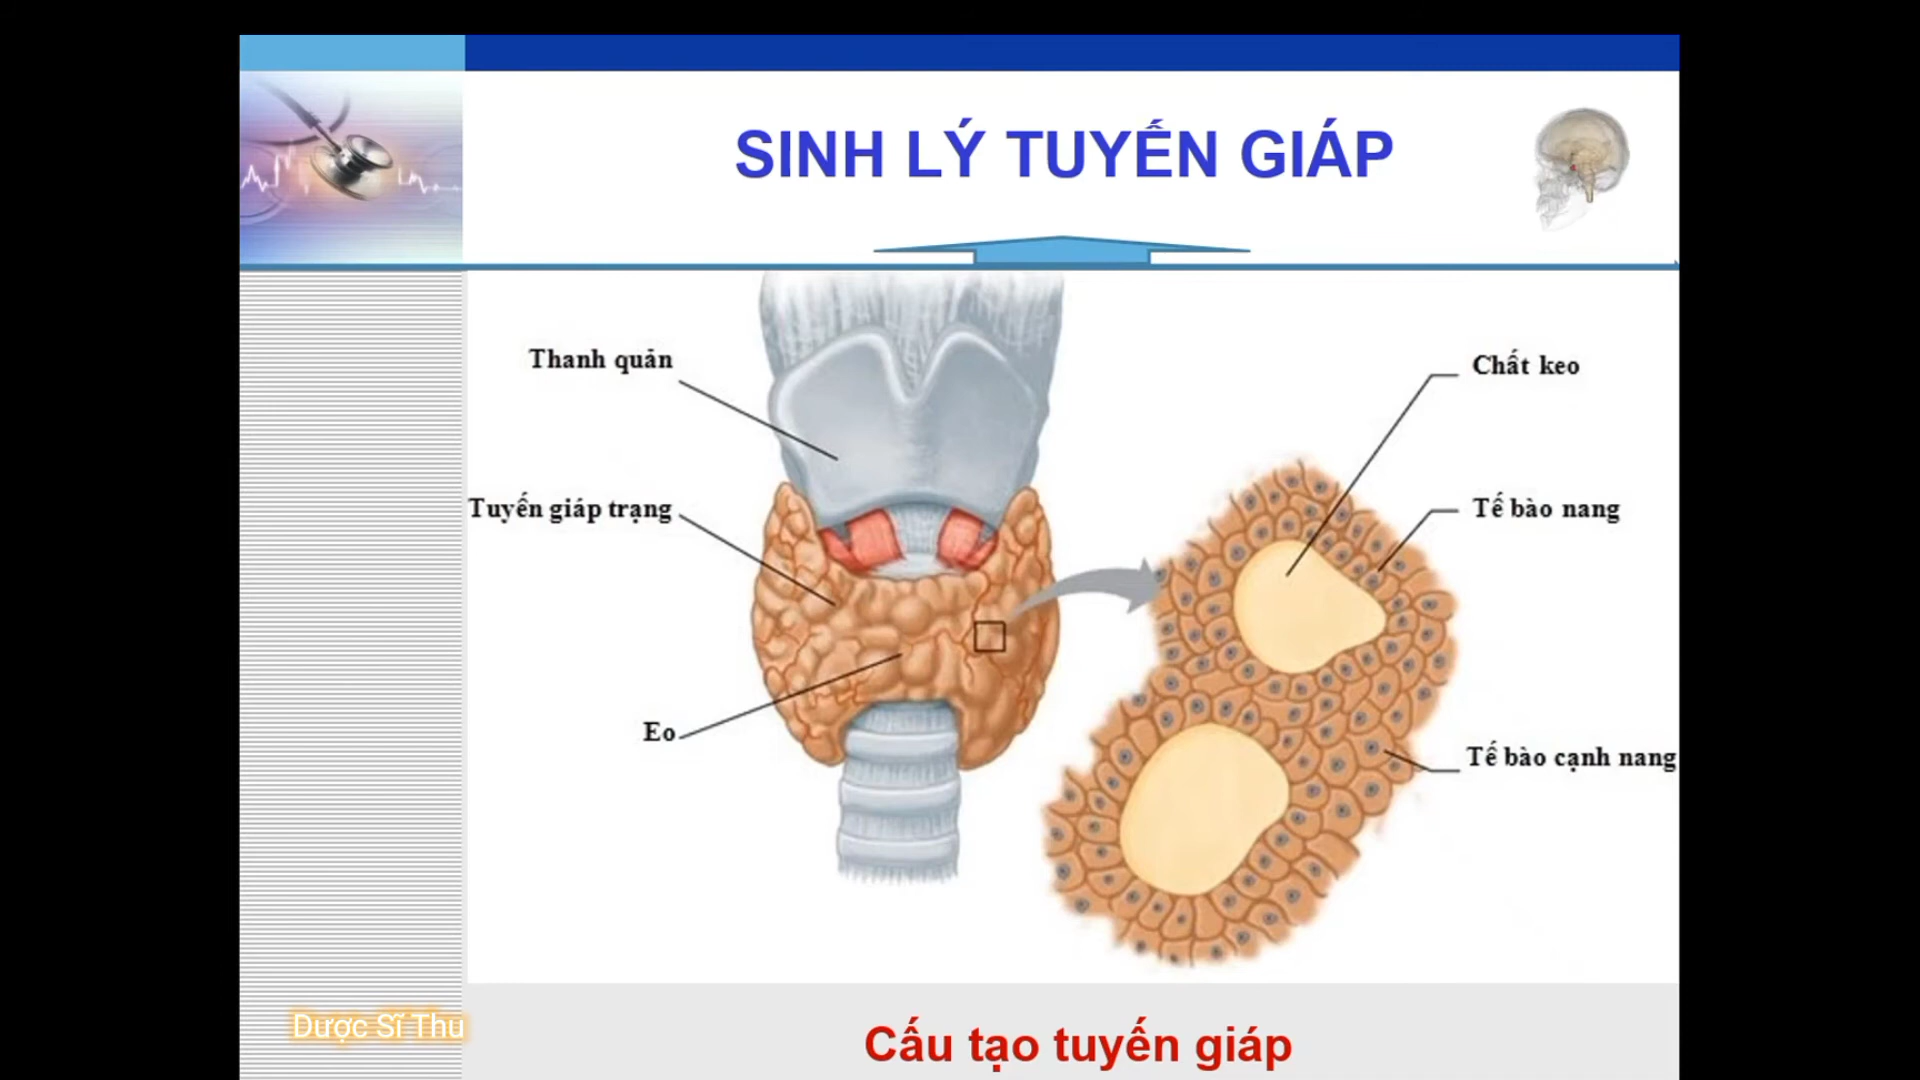 SINH LÝ TUYẾN GIÁP
Thanh quản
Tuyến giáp trạng
Eo
Chất keo
Tế bào nang
Tế bào cạnh nang
Dược Sĩ Thu
Cấu tạo tuyến giáp